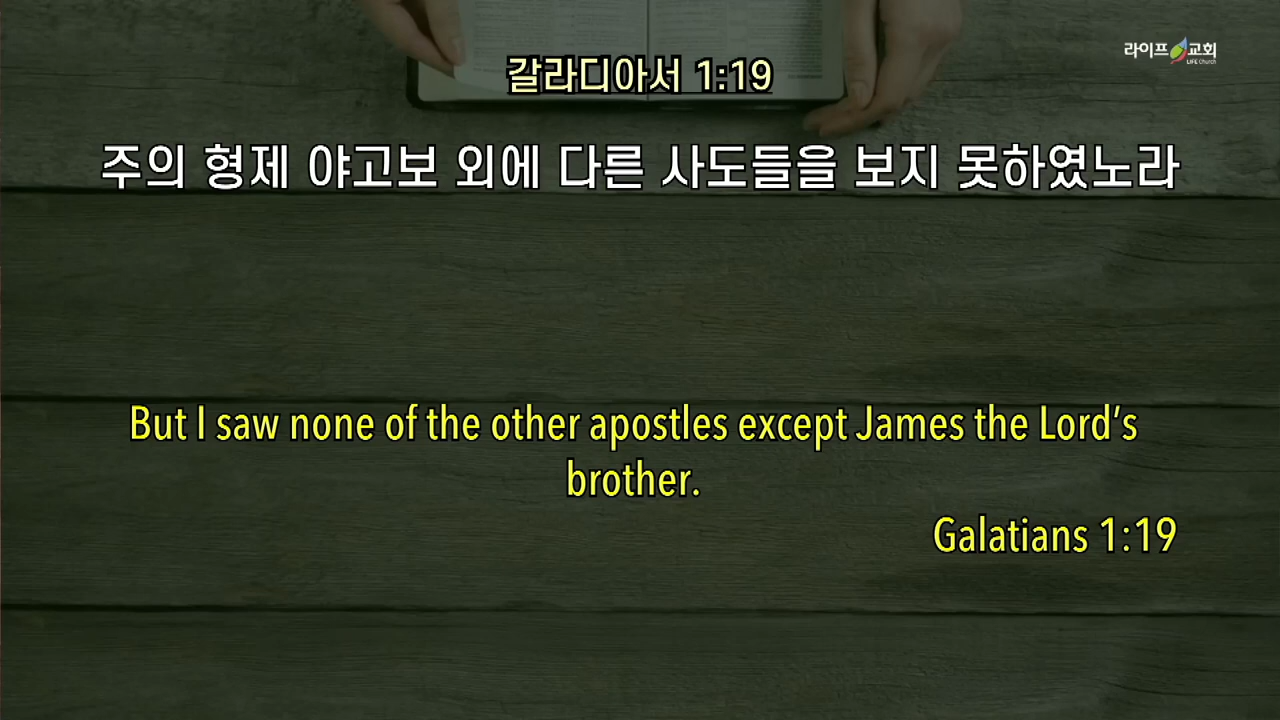 라이프 교회
LIFE Church
갈라디아서 1:19
주의 형제 야고보 외에 다른 사도들을 보지 못하였노라
But I saw none of the other apostles except James the Lord’s
brother.
Galatians 1:19